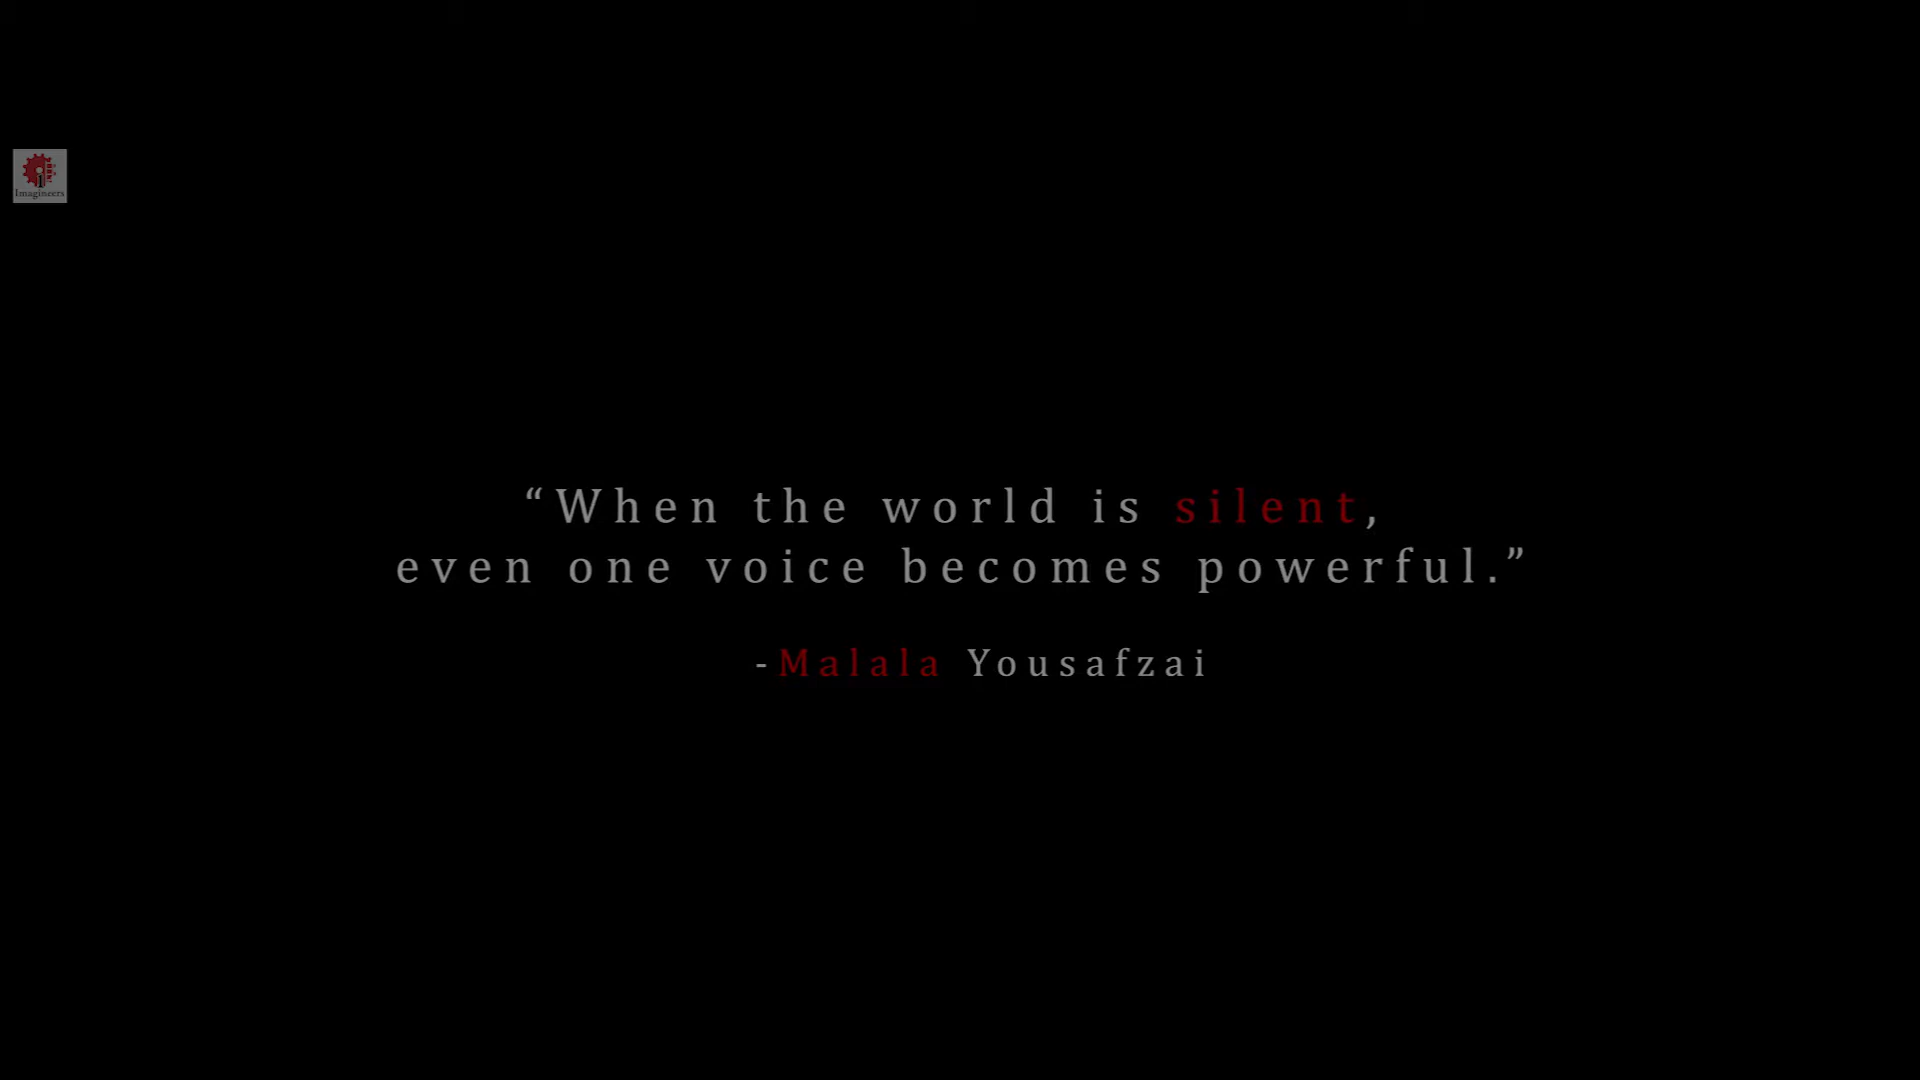 Imagineers
“When the world is silent,
even one voice becomes powerful.”
-Malala Yousafzai